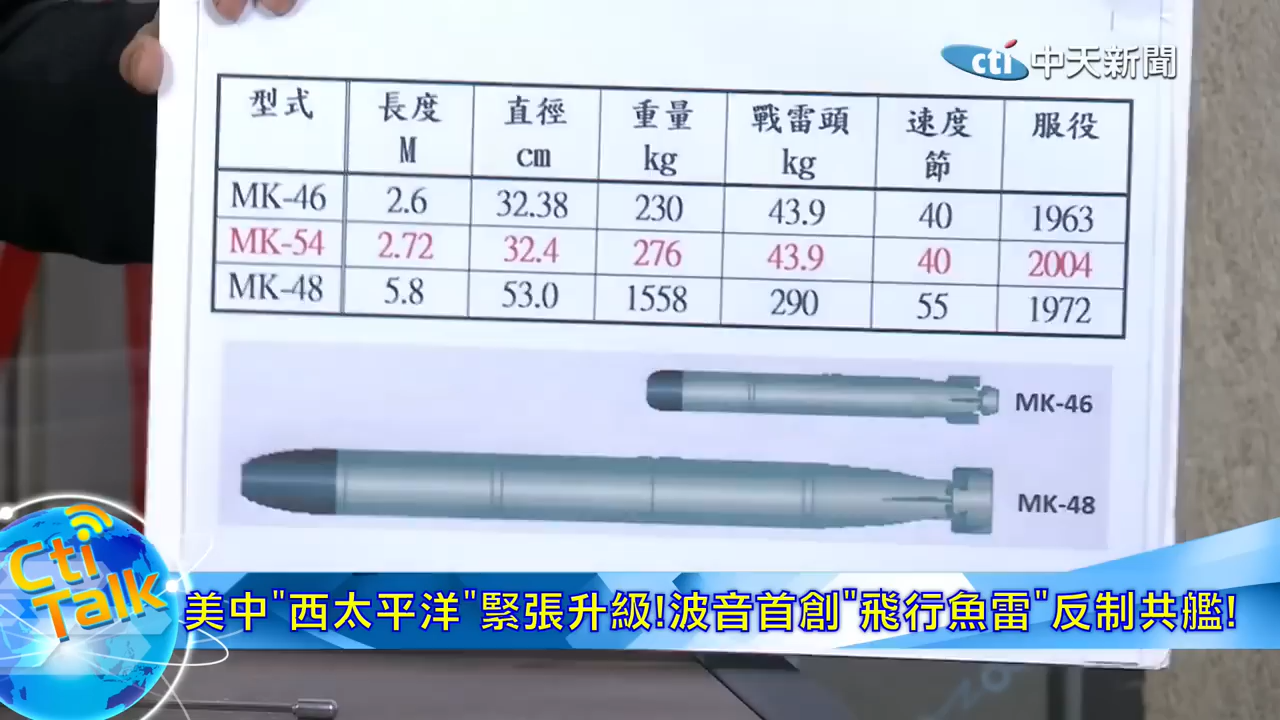 cti 中天新聞
型式 長度 M 直徑 cm 重量 kg 戰雷頭 kg 速度 節 服役
MK-46 2.6 32.38 230 43.9 40 1963
MK-54 2.72 32.4 276 43.9 40 2004
MK-48 5.8 53.0 1558 290 55 1972
MK-46
MK-48
Cti
Talk
美中"西太平洋"緊張升級!波音首創"飛行魚雷"反制共艦!